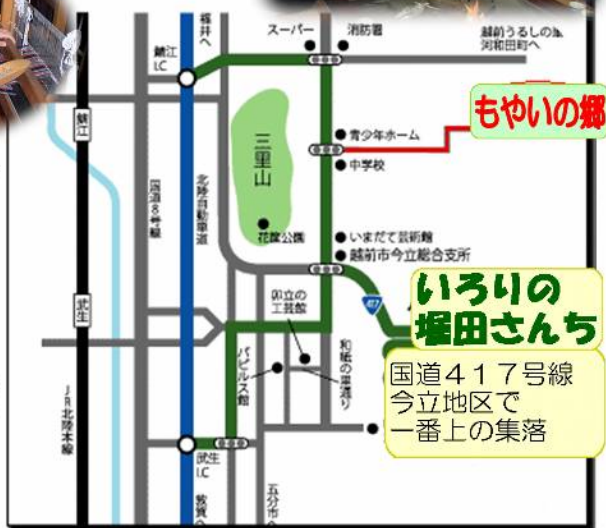 福井へ
スーパー
消防署
越前うるしの
河和田町へ
鯖江
I.C
鯖江
もやいの郷
青少年ホーム
中学校
三里山
国道8号線
北陸自動車道
花筐公園
いまだて芸術館
越前市今立総合支所
417
いろりの
堀田さんち
卯立の
工芸館
武生
パピルス館
和紙の里通り
国道417号線
今立地区で
一番上の集落
JR北陸本線
武生
I.C
敦賀へ
五分市へ